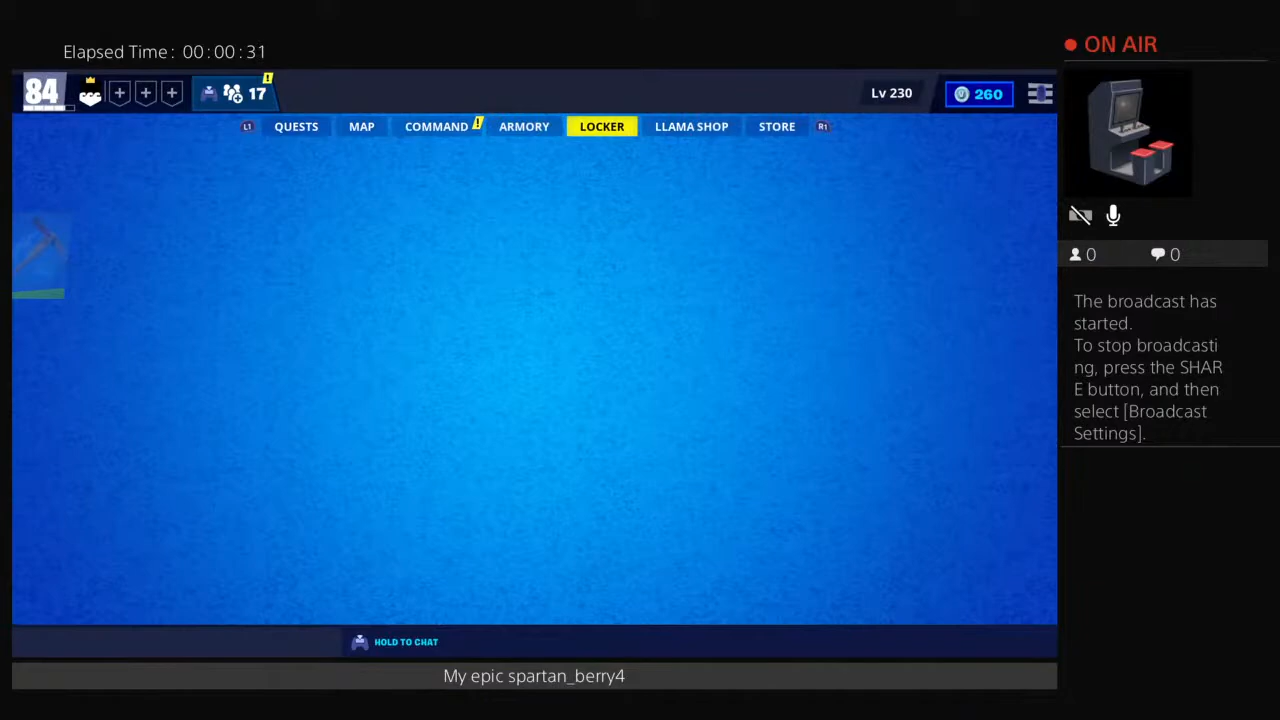 Elapsed Time: 00:00:31
ON AIR
84
17
Lv 230
260
L1 QUESTS MAP COMMAND ! ARMORY LOCKER LLAMA SHOP STORE R1
0 0
The broadcast has
started.
To stop broadcasti
ng, press the SHAR
E button, and then
select [Broadcast
Settings].
HOLD TO CHAT
My epic spartan_berry4